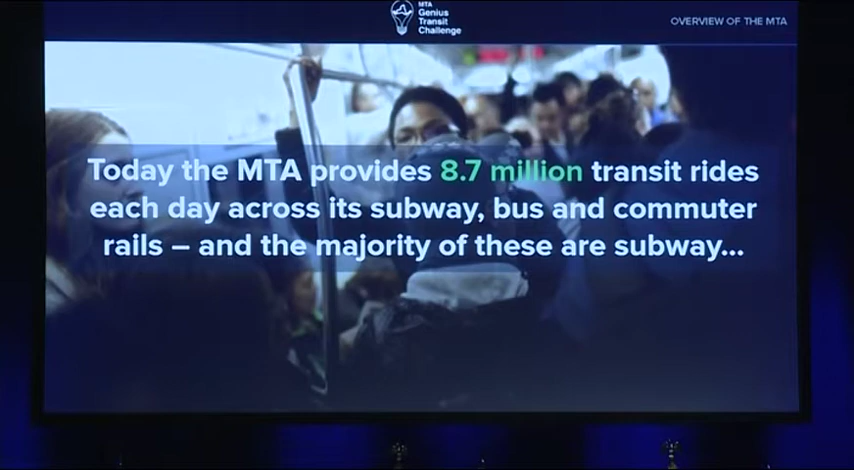 MTA
Genius
Transit
Challenge
OVERVIEW OF THE MTA
Today the MTA provides 8.7 million transit rides
each day across its subway, bus and commuter
rails – and the majority of these are subway...